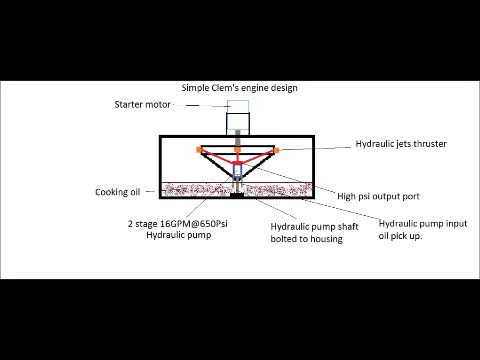 Simple Clem's engine design
Starter motor
Hydraulic jets thruster
Cooking oil
High psi output port
2 stage 16GPM@650Psi
Hydraulic pump
Hydraulic pump shaft
bolted to housing
Hydraulic pump input
oil pick up.